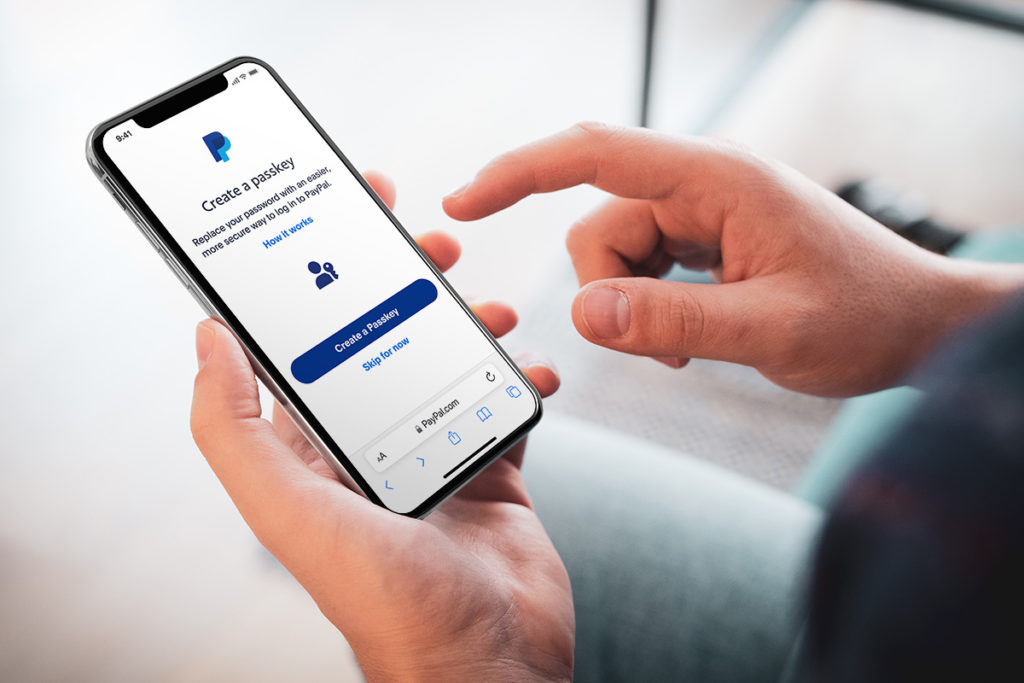 9:41
Create a passkey
Replace your password with an easier,
more secure way to log in to PayPal.
How it works
Create a Passkey
Skip for now
AA
PayPal.com